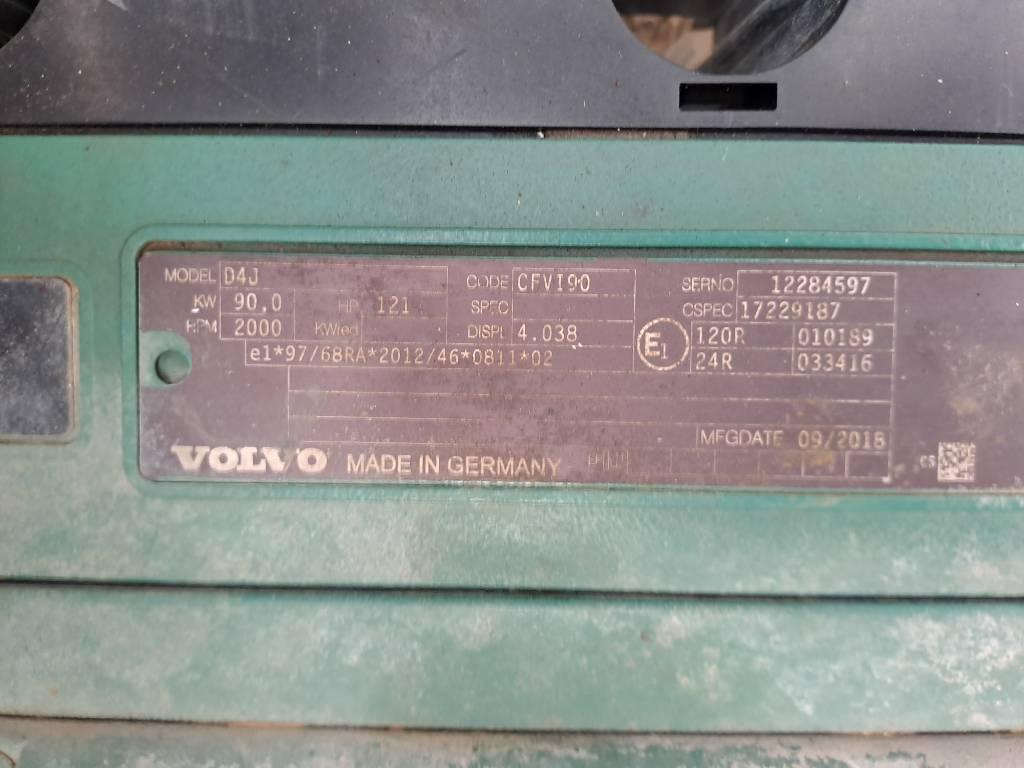 MODEL D4J CODE CFVI90 SERNO 12284597
KW 90,0 HP 121 SPEC CSPEC 17229187
RPM 2000 KWred DISPL 4.038 E1 120R 010189
e1*97/68RA*2012/46*0811*02 24R 033416
MFGDATE 09/2018
VOLVO MADE IN GERMANY CS